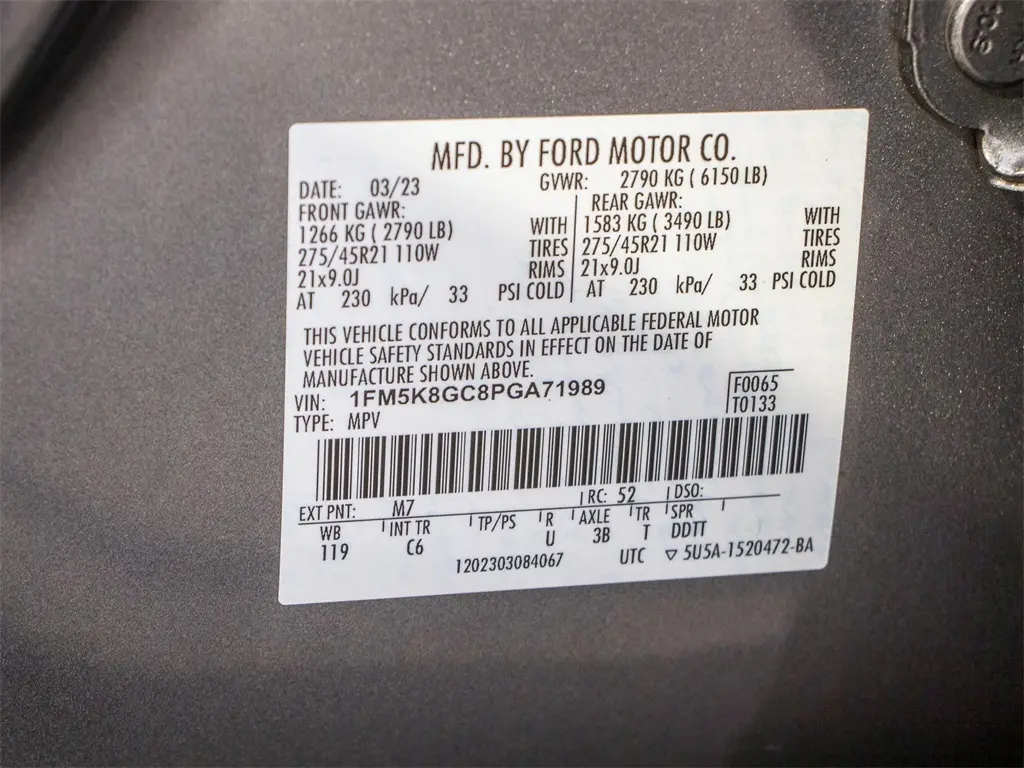 MFD. BY FORD MOTOR CO.
DATE: 03/23 GVWR: 2790 KG ( 6150 LB)
FRONT GAWR: REAR GAWR:
1266 KG ( 2790 LB) WITH 1583 KG ( 3490 LB) WITH
275/45R21 110W TIRES 275/45R21 110W TIRES
21x9.0J RIMS 21x9.0J RIMS
AT 230 kPa/ 33 PSI COLD AT 230 kPa/ 33 PSI COLD
THIS VEHICLE CONFORMS TO ALL APPLICABLE FEDERAL MOTOR
VEHICLE SAFETY STANDARDS IN EFFECT ON THE DATE OF
MANUFACTURE SHOWN ABOVE.
VIN: 1FM5K8GC8PGA71989 F0065
TYPE: MPV T0133
EXT PNT: M7 RC: 52 DSO:
WB INT TR TP/PS R AXLE TR SPR
119 C6 U 3B T DDTT
1202303084067 UTC ▽ 5U5A-1520472-BA